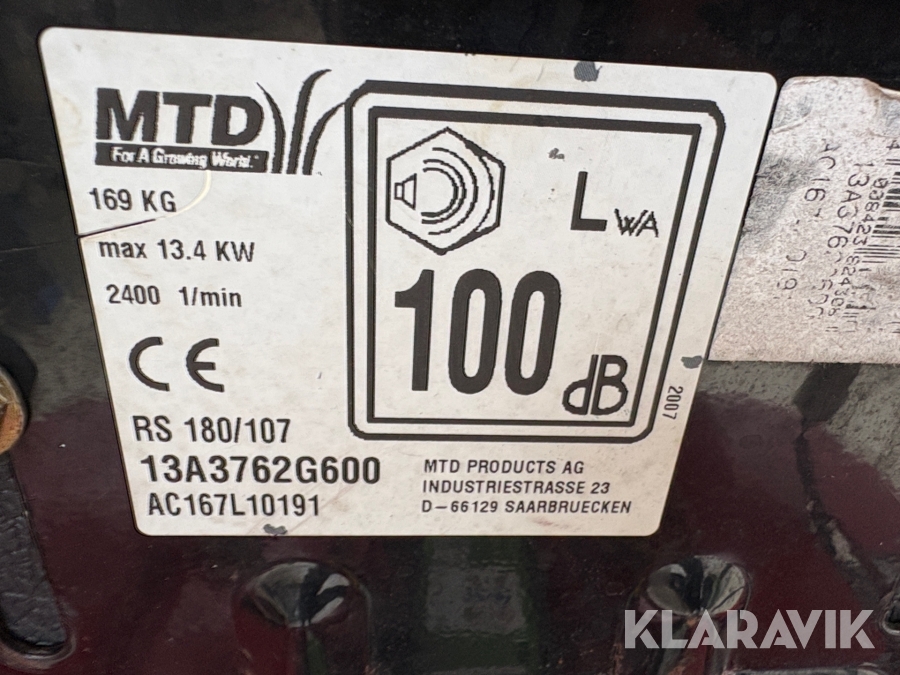 MTD
For A Growing World.
169 KG
max 13.4 KW
2400 1/min
CE
RS 180/107
13A3762G600
AC167L10191
LWA
100
dB
2007
MTD PRODUCTS AG
INDUSTRIESTRASSE 23
D-66129 SAARBRUECKEN
KLARAVIK